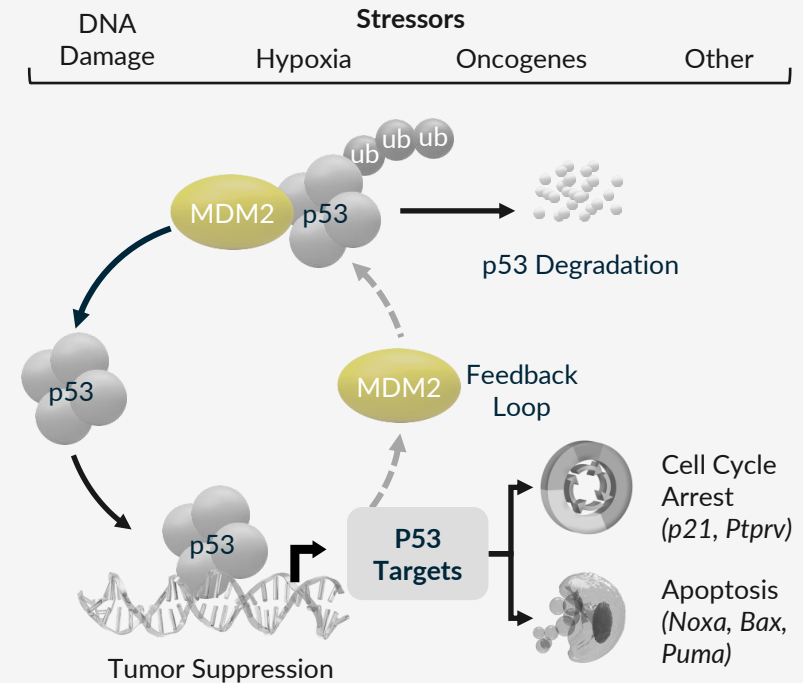 Stressors
DNA
Damage
Hypoxia
Oncogenes
Other
ub
ub
ub
MDM2
p53
p53 Degradation
p53
MDM2
Feedback
Loop
p53
P53
Targets
Cell Cycle
Arrest
(p21, Ptprv)
Apoptosis
(Noxa, Bax,
Puma)
Tumor Suppression